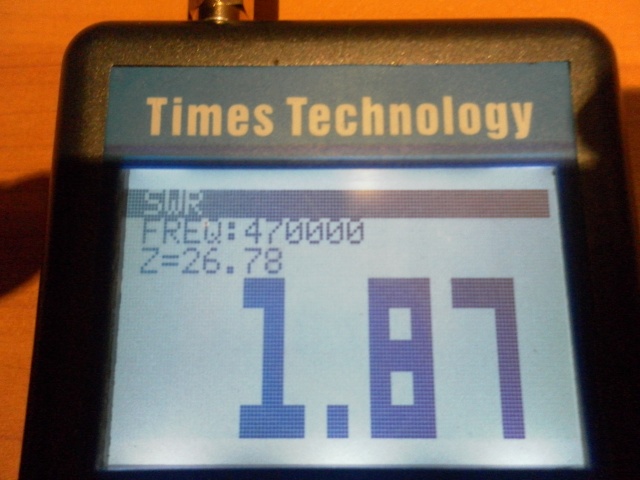 Times Technology
SWR
FREQ:470000
Z=26.78
1.87